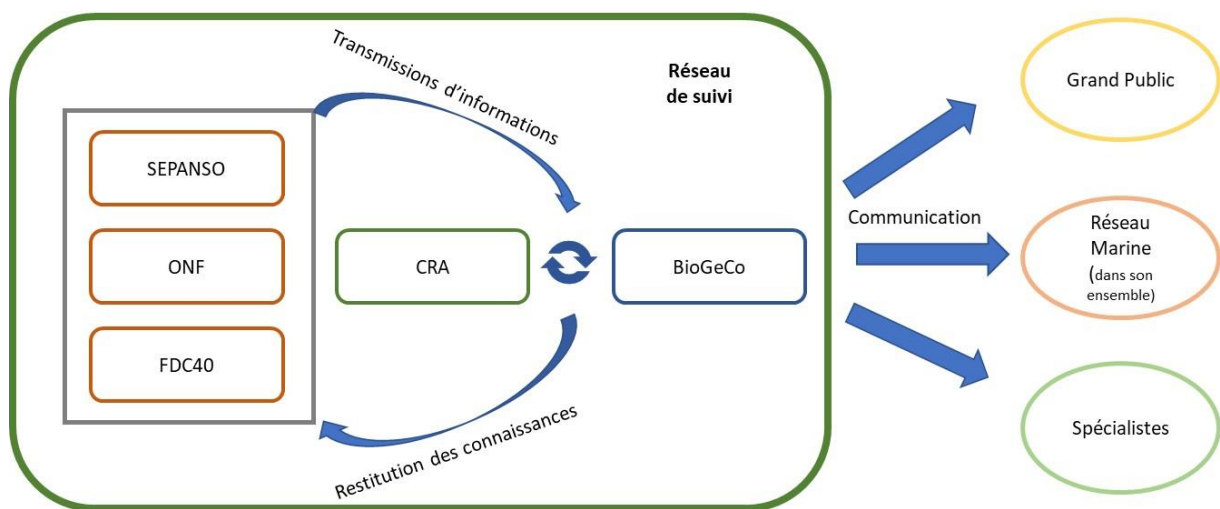 Transmissions d'informations
Réseau
de suivi
SEPANSO
ONF
FDC40
CRA
BioGeCo
Restitution des connaissances
Communication
Grand Public
Réseau
Marine
(dans son
ensemble)
Spécialistes